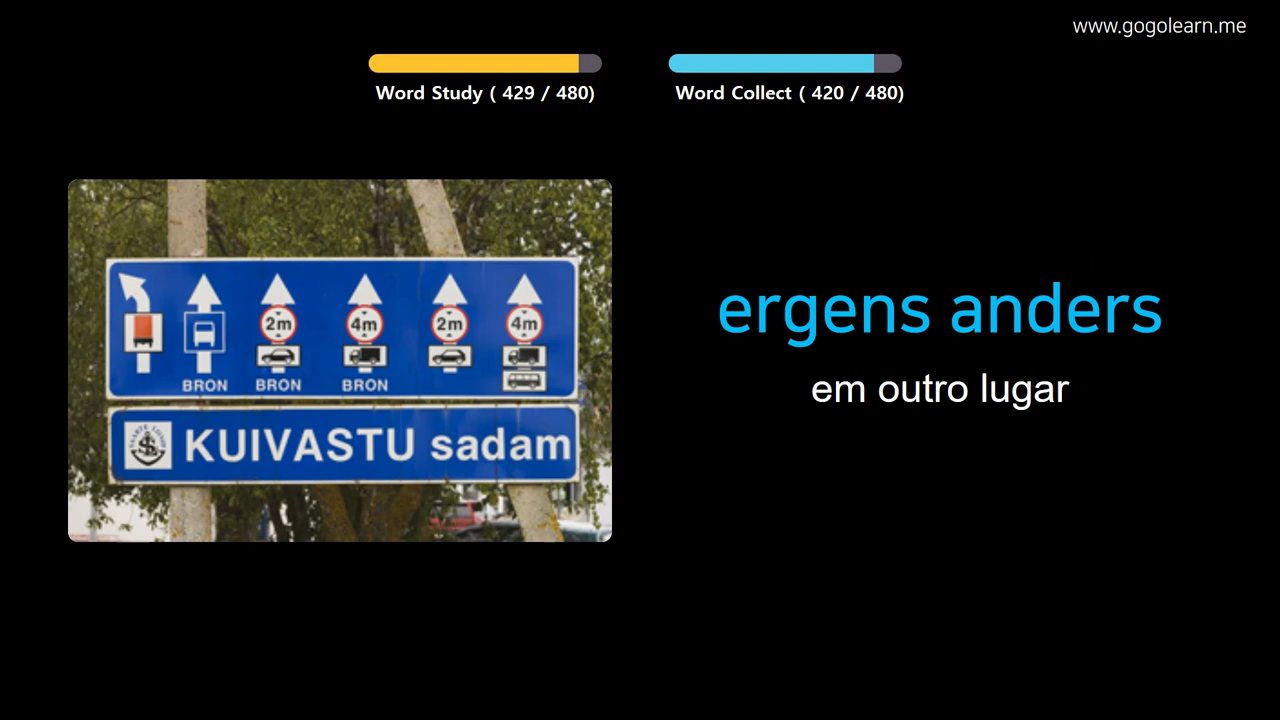 www.gogolearn.me
Word Study ( 429 / 480)
Word Collect ( 420 / 480)
2m
4m
2m
4m
BRON
BRON
BRON
KUIVASTU sadam
ergens anders
em outro lugar